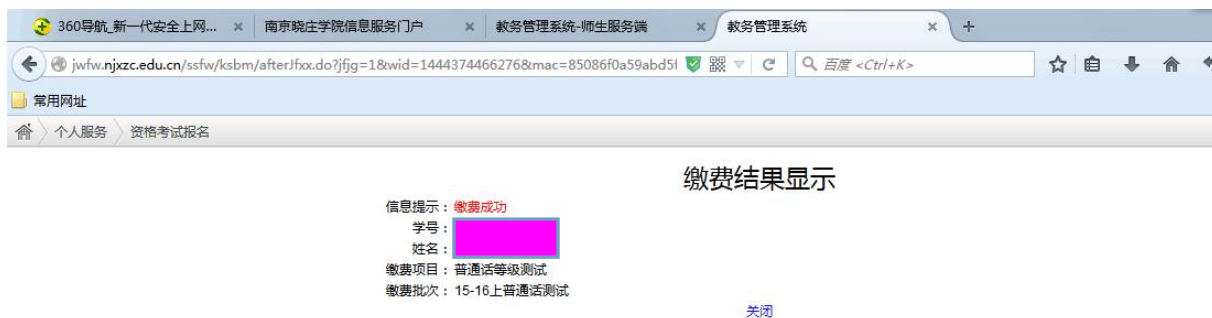 360导航_新一代安全上网... × 南京晓庄学院信息服务门户 × 教务管理系统-师生服务端 × 教务管理系统 × +
jwfw.njxzc.edu.cn/ssfw/ksbm/afterJfxx.do?jfjg=1&wid=1444374466276&mac=85086f0a59abd5f 百度 <Ctrl+K>
常用网址
个人服务 资格考试报名
缴费结果显示
信息提示：缴费成功
学号：
姓名：
缴费项目：普通话等级测试
缴费批次：15-16上普通话测试
关闭